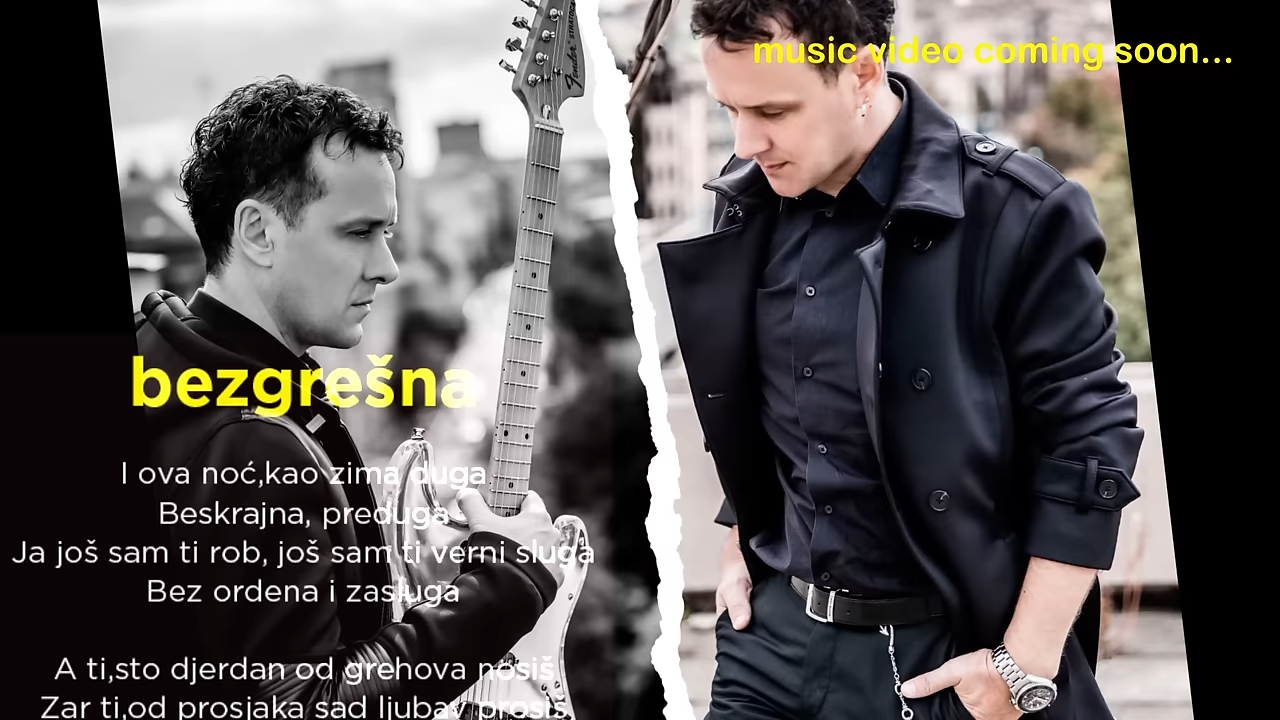 music video coming soon...
Fender STRATOCASTER
bezgrešna
I ova noć,kao zima duga
Beskrajna, preduga
Ja još sam ti rob, još sam ti verni sluga
Bez ordena i zasluga
A ti,sto djerdan od grehova nosiš
Zar ti,od prosjaka sad ljubav prosiš